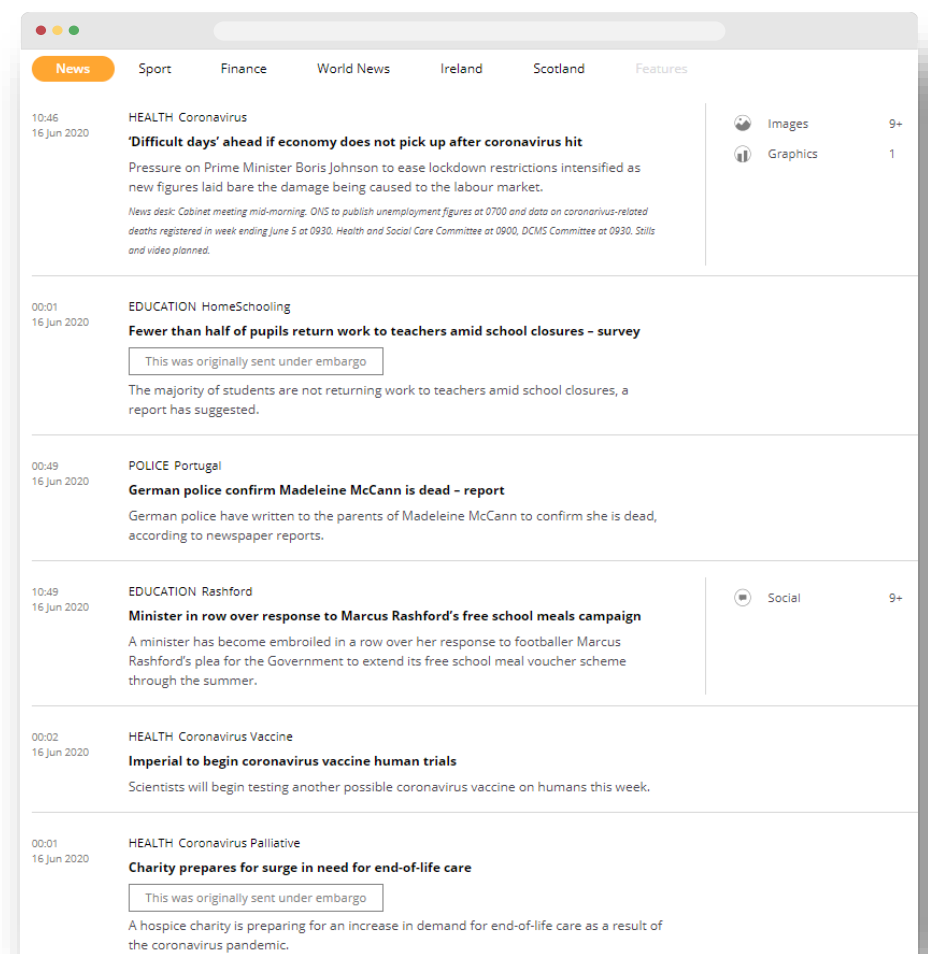 News Sport Finance World News Ireland Scotland Features
10:46
16 Jun 2020
HEALTH Coronavirus
‘Difficult days’ ahead if economy does not pick up after coronavirus hit
Pressure on Prime Minister Boris Johnson to ease lockdown restrictions intensified as
new figures laid bare the damage being caused to the labour market.
News desk: Cabinet meeting mid-morning. ONS to publish unemployment figures at 0700 and data on coronarivus-related
deaths registered in week ending June 5 at 0930. Health and Social Care Committee at 0900, DCMS Committee at 0930. Stills
and video planned.
Images 9+
Graphics 1
00:01
16 Jun 2020
EDUCATION HomeSchooling
Fewer than half of pupils return work to teachers amid school closures – survey
This was originally sent under embargo
The majority of students are not returning work to teachers amid school closures, a
report has suggested.
00:49
16 Jun 2020
POLICE Portugal
German police confirm Madeleine McCann is dead – report
German police have written to the parents of Madeleine McCann to confirm she is dead,
according to newspaper reports.
10:49
16 Jun 2020
EDUCATION Rashford
Minister in row over response to Marcus Rashford’s free school meals campaign
A minister has become embroiled in a row over her response to footballer Marcus
Rashford’s plea for the Government to extend its free school meal voucher scheme
through the summer.
Social 9+
00:02
16 Jun 2020
HEALTH Coronavirus Vaccine
Imperial to begin coronavirus vaccine human trials
Scientists will begin testing another possible coronavirus vaccine on humans this week.
00:01
16 Jun 2020
HEALTH Coronavirus Palliative
Charity prepares for surge in need for end-of-life care
This was originally sent under embargo
A hospice charity is preparing for an increase in demand for end-of-life care as a result of
the coronavirus pandemic.